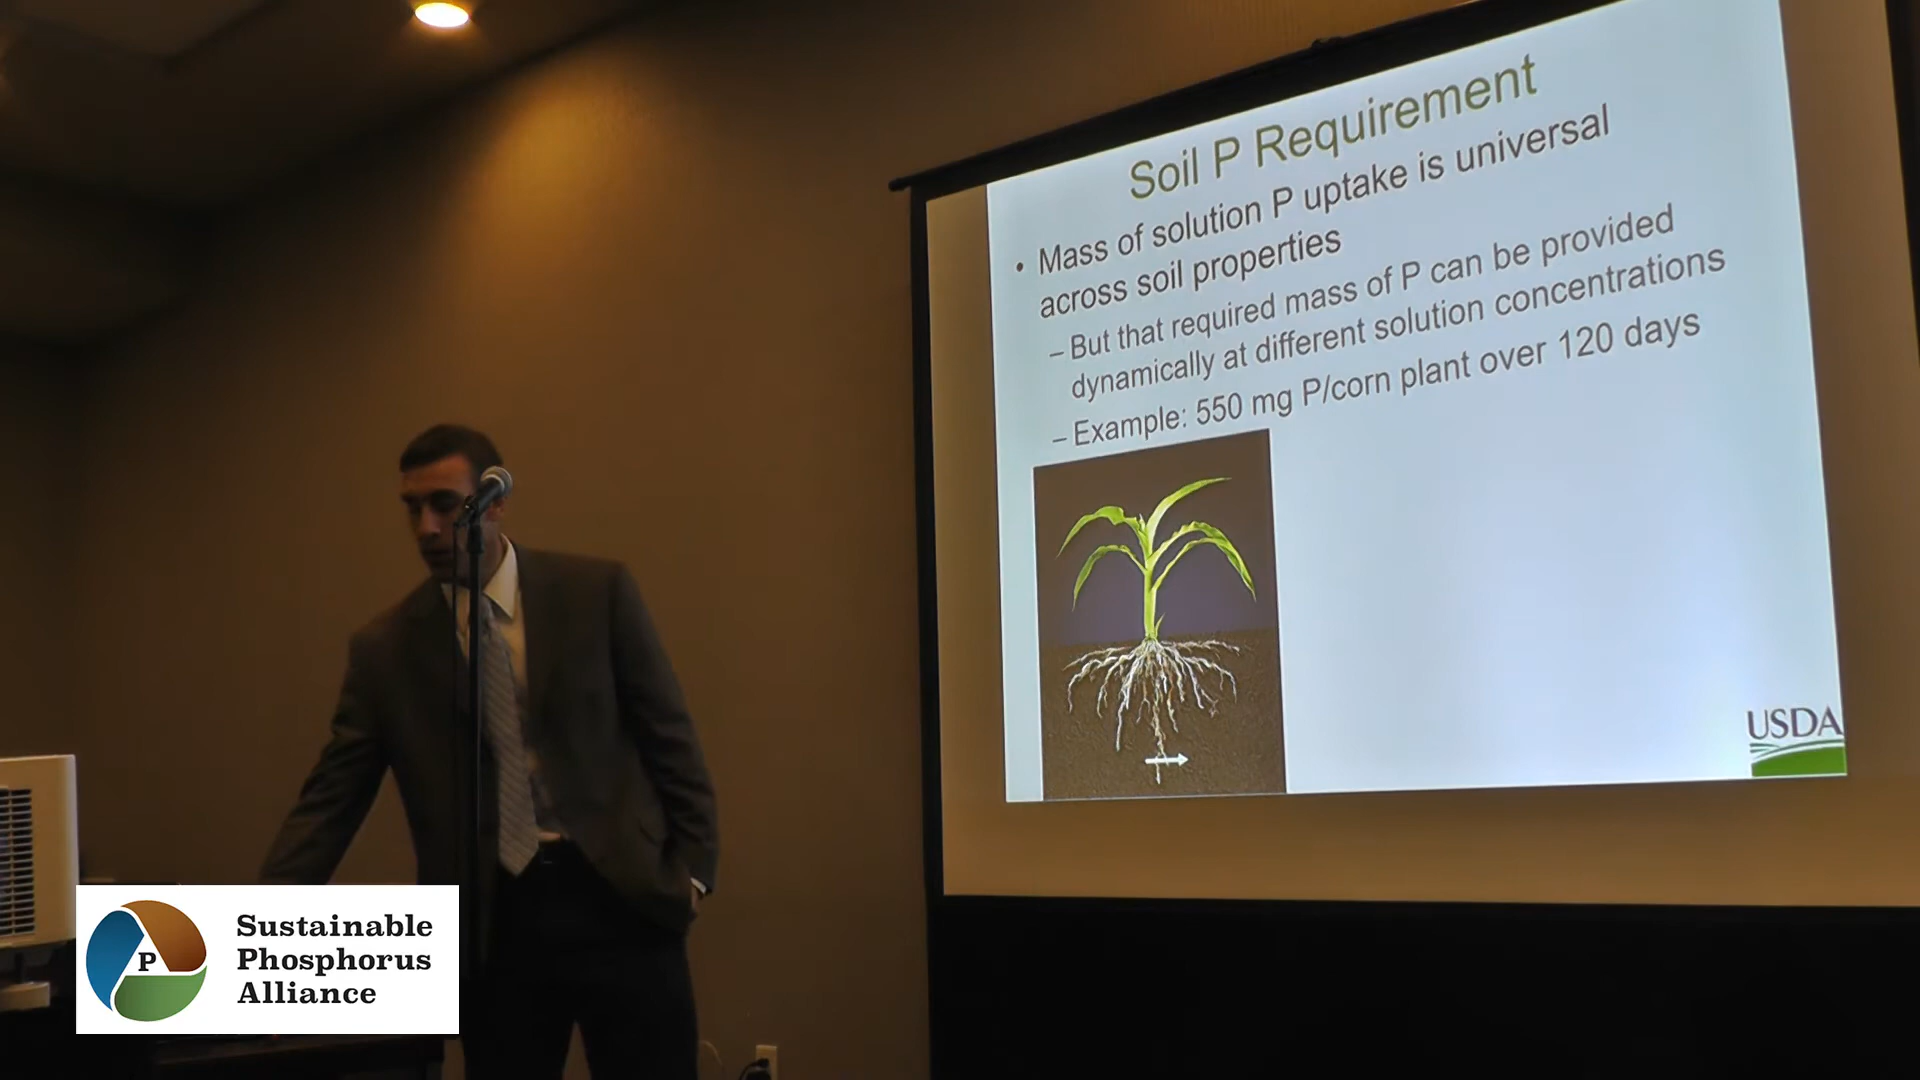 Soil P Requirement
• Mass of solution P uptake is universal
across soil properties
– But that required mass of P can be provided
dynamically at different solution concentrations
– Example: 550 mg P/corn plant over 120 days
USDA
P
Sustainable
Phosphorus
Alliance